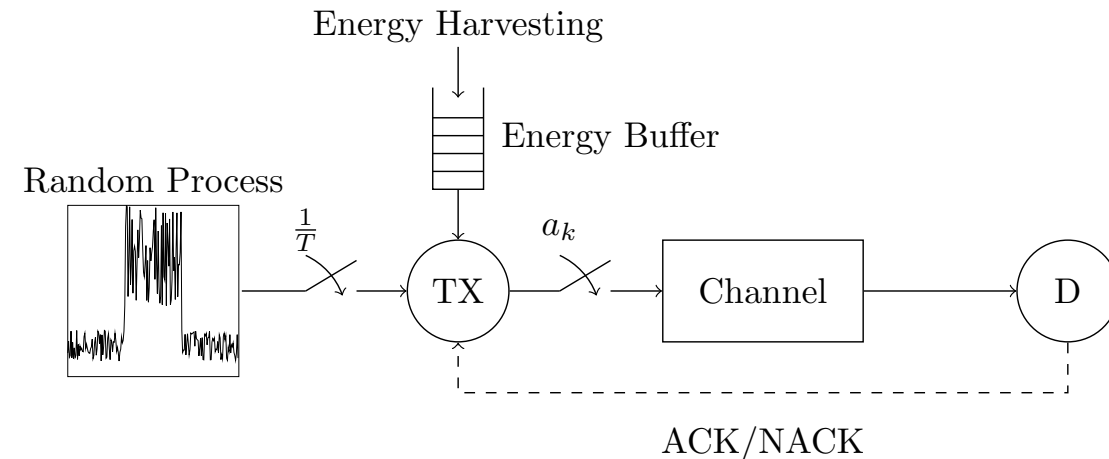 Energy Harvesting
Energy Buffer
Random Process
1/T
a_k
TX
Channel
D
ACK/NACK